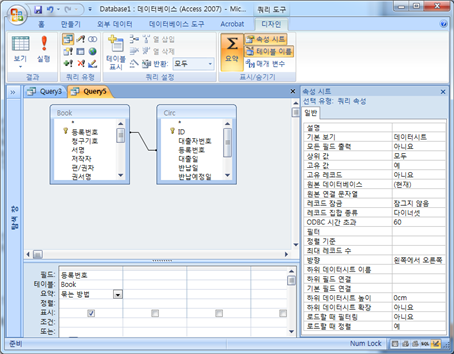 Database1 : 데이터베이스 (Access 2007) - Mic...
쿼리 도구
홈 만들기 외부 데이터 데이터베이스 도구 Acrobat 디자인
보기 실행
테이블 표시
열 삽입
열 삭제
반환: 모두
요약
속성 시트
테이블 이름
매개 변수
결과 쿼리 유형 쿼리 설정 표시/숨기기
Query3 Query5
탐색 창
Book
*
등록번호
청구기호
서명
저작자
판/권차
권서명
Circ
*
ID
대출자번호
등록번호
대출일
반납일
반납예정일
필드: 등록번호
테이블: Book
요약: 묶는 방법
정렬:
표시:
조건:
또는:
속성 시트
선택 유형: 쿼리 속성
일반
설명
기본 보기 데이터시트
모든 필드 출력 아니요
상위 값 모두
고유 값 예
고유 레코드 아니요
원본 데이터베이스 (현재)
원본 연결 문자열
레코드 잠금 잠그지 않음
레코드 집합 종류 다이너셋
ODBC 시간 초과 60
필터
정렬 기준
최대 레코드 수
방향 왼쪽에서 오른쪽
하위 데이터시트 이름
하위 필드 연결
기본 필드 연결
하위 데이터시트 높이 0cm
하위 데이터시트 확장 아니요
로드할 때 필터링 아니요
로드할 때 정렬 예
준비 Num Lock
SQL